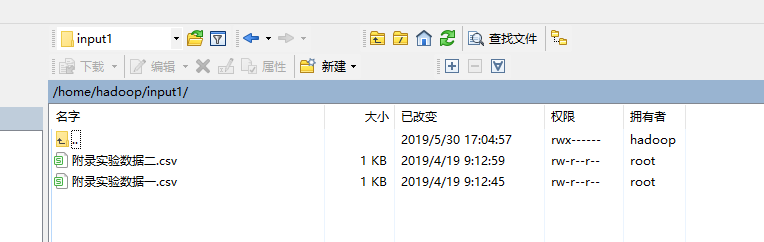 input1 查找文件
下载 编辑 属性 新建
/home/hadoop/input1/
名字 大小 已改变 权限 拥有者
.. 2019/5/30 17:04:57 rwx------ hadoop
附录实验数据二.csv 1 KB 2019/4/19 9:12:59 rw-r--r-- root
附录实验数据一.csv 1 KB 2019/4/19 9:12:45 rw-r--r-- root